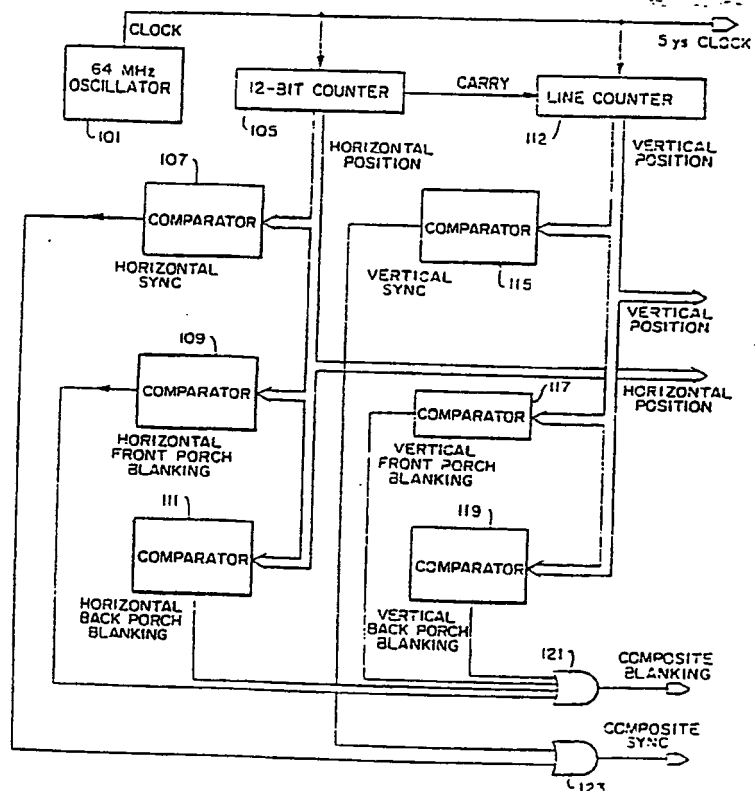 CLOCK
5 ys CLOCK
64 MHz
OSCILLATOR
101
12-BIT COUNTER
105
CARRY
LINE COUNTER
112
HORIZONTAL
POSITION
VERTICAL
POSITION
107
COMPARATOR
HORIZONTAL
SYNC
COMPARATOR
VERTICAL
SYNC
115
VERTICAL
POSITION
109
COMPARATOR
HORIZONTAL
FRONT PORCH
BLANKING
HORIZONTAL
POSITION
117
COMPARATOR
VERTICAL
FRONT PORCH
BLANKING
111
COMPARATOR
HORIZONTAL
BACK PORCH
BLANKING
119
COMPARATOR
VERTICAL
BACK PORCH
BLANKING
121
COMPOSITE
BLANKING
COMPOSITE
SYNC
123